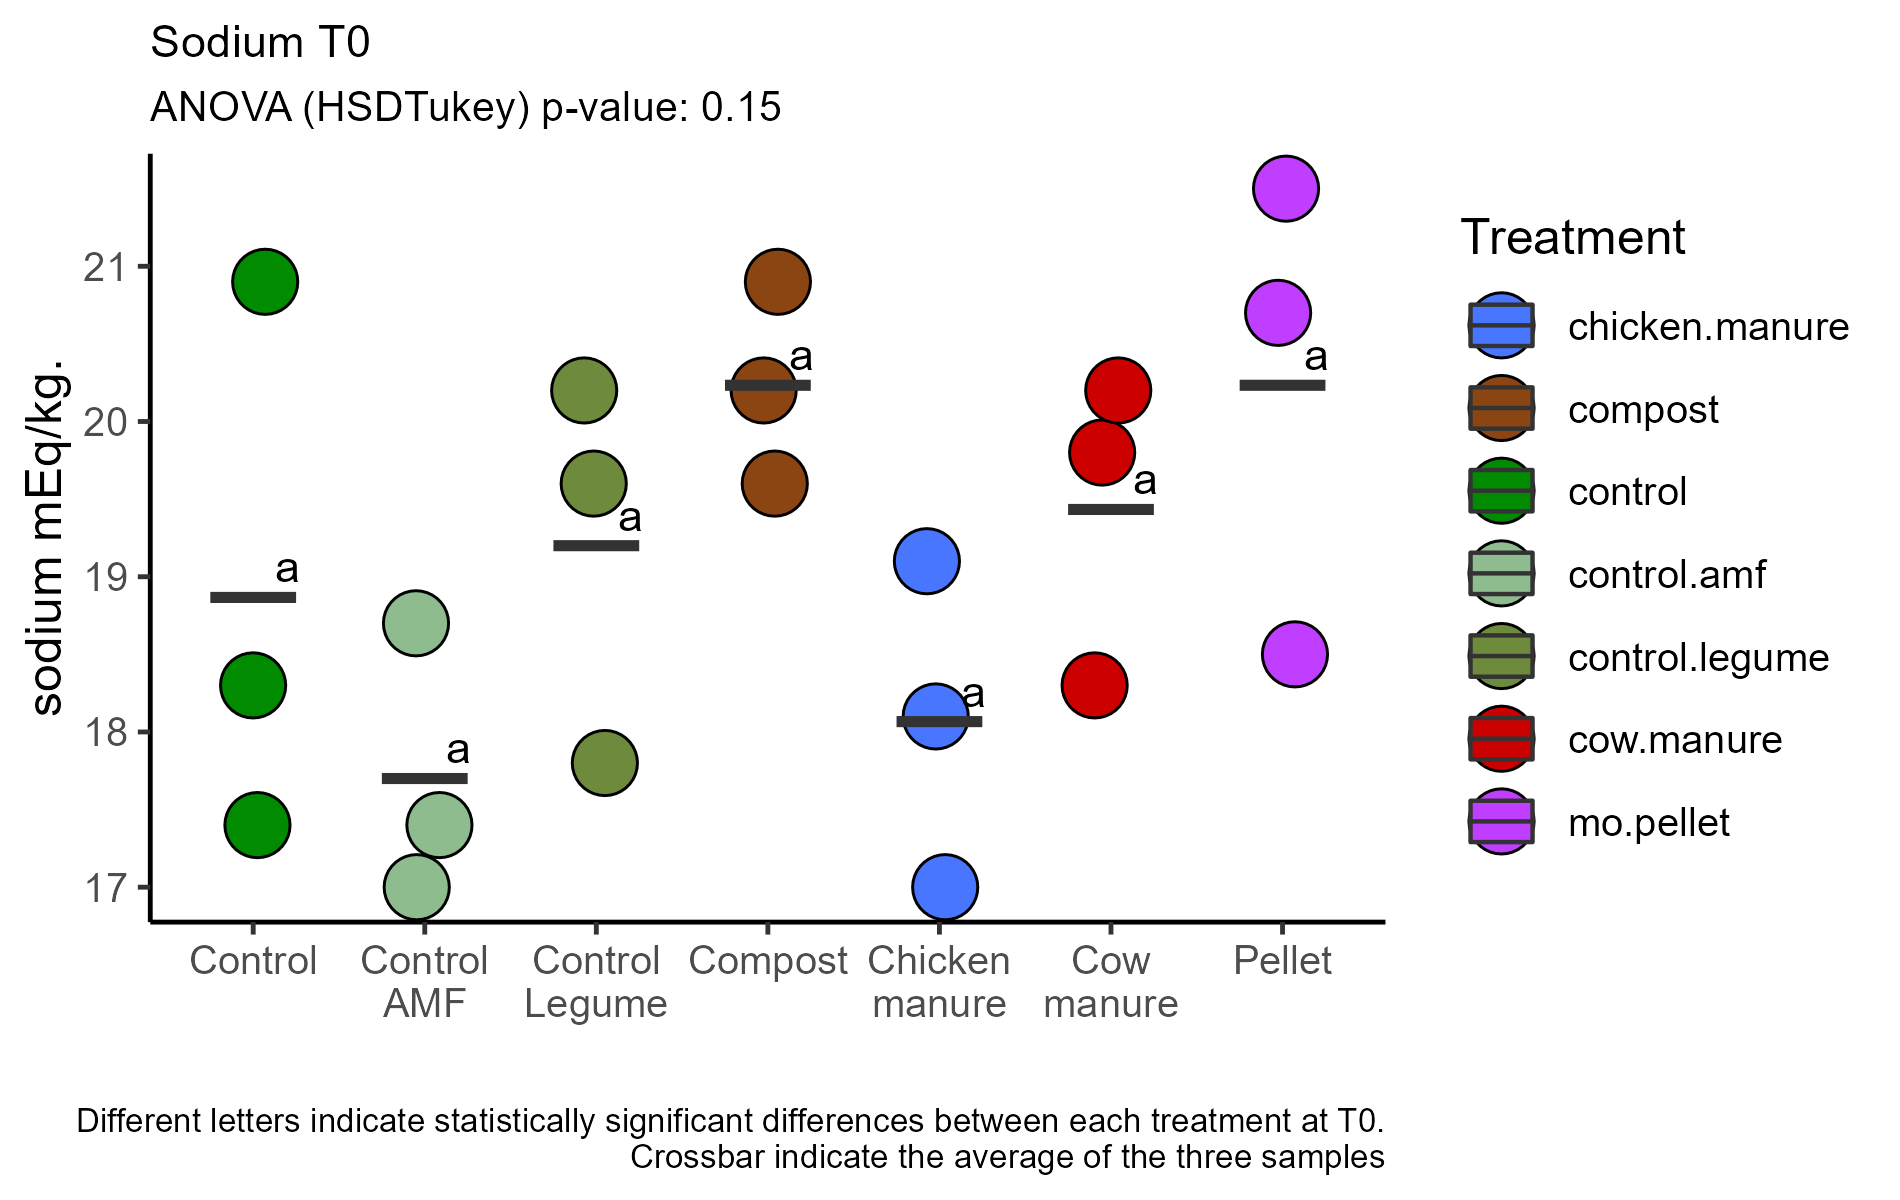 Sodium T0
ANOVA (HSDTukey) p-value: 0.15
sodium mEq/kg.
21
20
19
18
17
a
a
a
a
a
a
a
Control
Control
AMF
Control
Legume
Compost
Chicken
manure
Cow
manure
Pellet
Treatment
chicken.manure
compost
control
control.amf
control.legume
cow.manure
mo.pellet
Different letters indicate statistically significant differences between each treatment at T0.
Crossbar indicate the average of the three samples